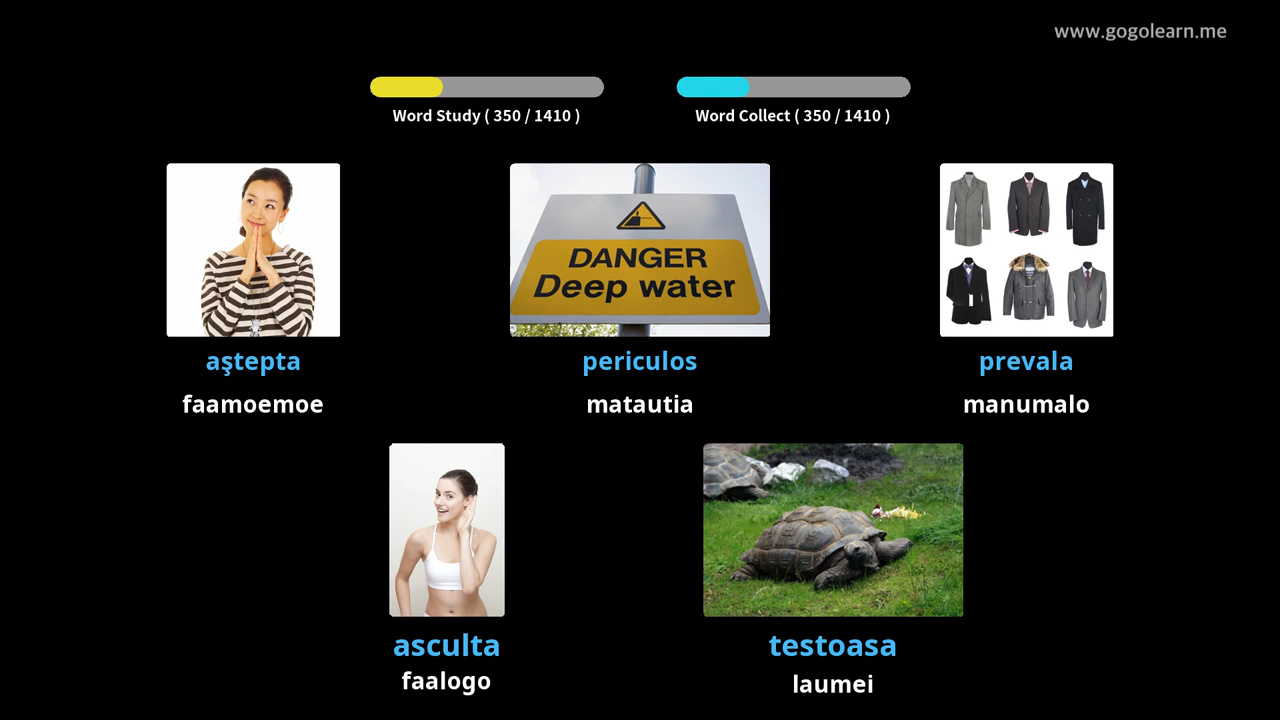 www.gogolearn.me
Word Study ( 350 / 1410 )
Word Collect ( 350 / 1410 )
DANGER
Deep water
aştepta
periculos
prevala
faamoemoe
matautia
manumalo
asculta
testoasa
faalogo
laumei